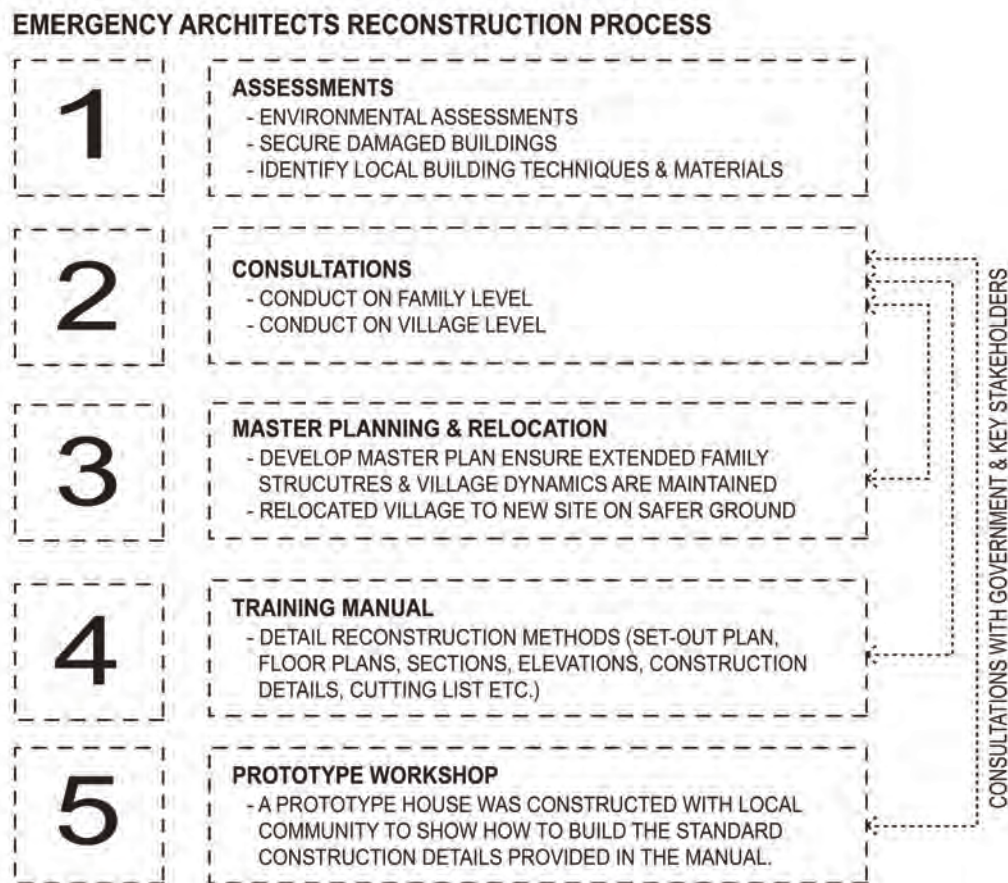 EMERGENCY ARCHITECTS RECONSTRUCTION PROCESS
1
ASSESSMENTS
- ENVIRONMENTAL ASSESSMENTS
- SECURE DAMAGED BUILDINGS
- IDENTIFY LOCAL BUILDING TECHNIQUES & MATERIALS
2
CONSULTATIONS
- CONDUCT ON FAMILY LEVEL
- CONDUCT ON VILLAGE LEVEL
3
MASTER PLANNING & RELOCATION
- DEVELOP MASTER PLAN ENSURE EXTENDED FAMILY
STRUCUTRES & VILLAGE DYNAMICS ARE MAINTAINED
- RELOCATED VILLAGE TO NEW SITE ON SAFER GROUND
4
TRAINING MANUAL
- DETAIL RECONSTRUCTION METHODS (SET-OUT PLAN,
FLOOR PLANS, SECTIONS, ELEVATIONS, CONSTRUCTION
DETAILS, CUTTING LIST ETC.)
5
PROTOTYPE WORKSHOP
- A PROTOTYPE HOUSE WAS CONSTRUCTED WITH LOCAL
COMMUNITY TO SHOW HOW TO BUILD THE STANDARD
CONSTRUCTION DETAILS PROVIDED IN THE MANUAL.
CONSULTATIONS WITH GOVERNMENT & KEY STAKEHOLDERS